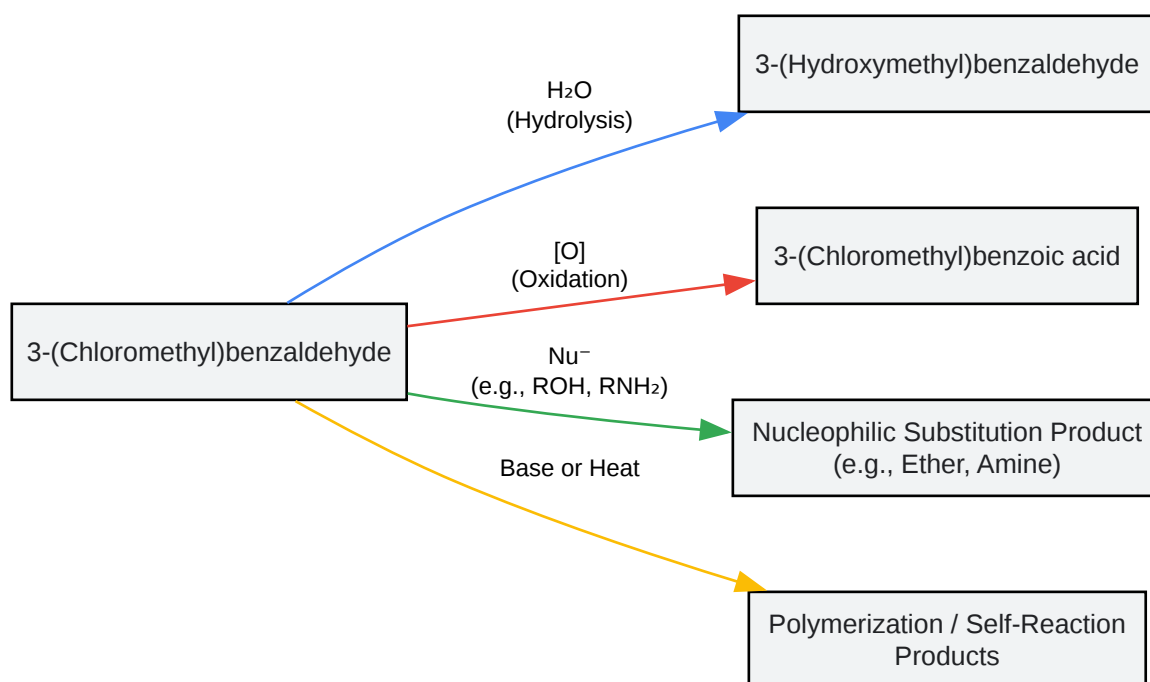 H₂O
(Hydrolysis)
3-(Hydroxymethyl)benzaldehyde
[O]
(Oxidation)
3-(Chloromethyl)benzoic acid
3-(Chloromethyl)benzaldehyde
Nu⁻
(e.g., ROH, RNH₂)
Nucleophilic Substitution Product
(e.g., Ether, Amine)
Base or Heat
Polymerization / Self-Reaction
Products